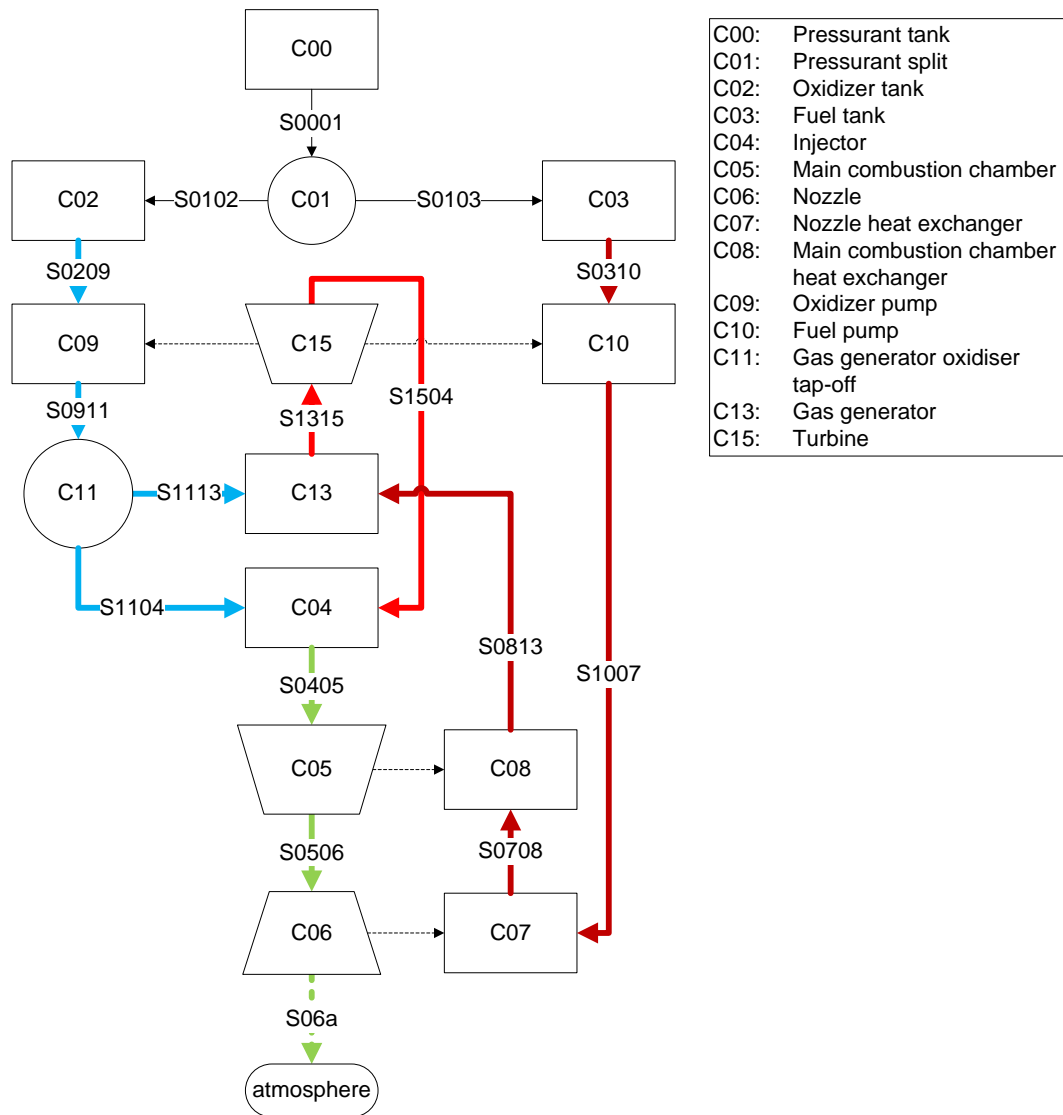 C00
S0001
C02
S0102
C01
S0103
C03
S0209
S0310
C09
C15
C10
S0911
S1315
S1504
C11
S1113
C13
S1104
C04
S0405
S0813
S1007
C05
C08
S0506
S0708
C06
C07
S06a
atmosphere
C00: Pressurant tank
C01: Pressurant split
C02: Oxidizer tank
C03: Fuel tank
C04: Injector
C05: Main combustion chamber
C06: Nozzle
C07: Nozzle heat exchanger
C08: Main combustion chamber
heat exchanger
C09: Oxidizer pump
C10: Fuel pump
C11: Gas generator oxidiser
tap-off
C13: Gas generator
C15: Turbine